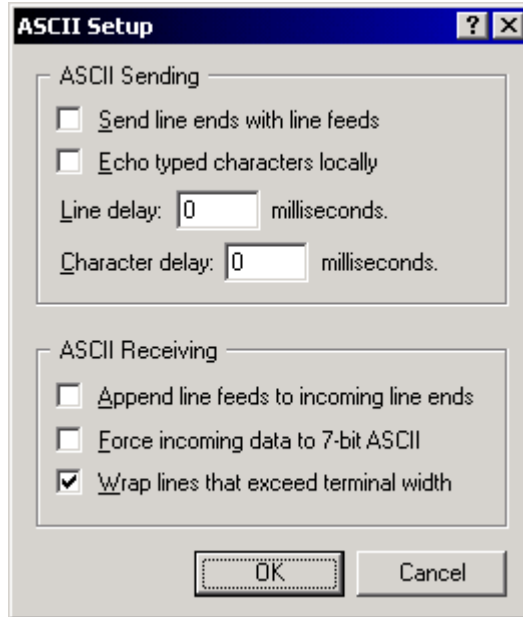 ASCII Setup
ASCII Sending
Send line ends with line feeds
Echo typed characters locally
Line delay: 0 milliseconds.
Character delay: 0 milliseconds.
ASCII Receiving
Append line feeds to incoming line ends
Force incoming data to 7-bit ASCII
Wrap lines that exceed terminal width
OK Cancel